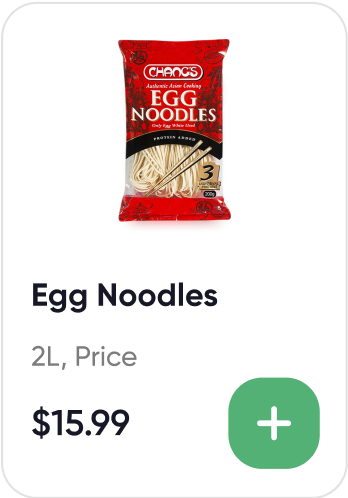 CHANG'S
Authentic Asian Cooking
EGG
NOODLES
Only Egg White Used
PROTEIN ADDED
3
200g
Egg Noodles
2L, Price
$15.99